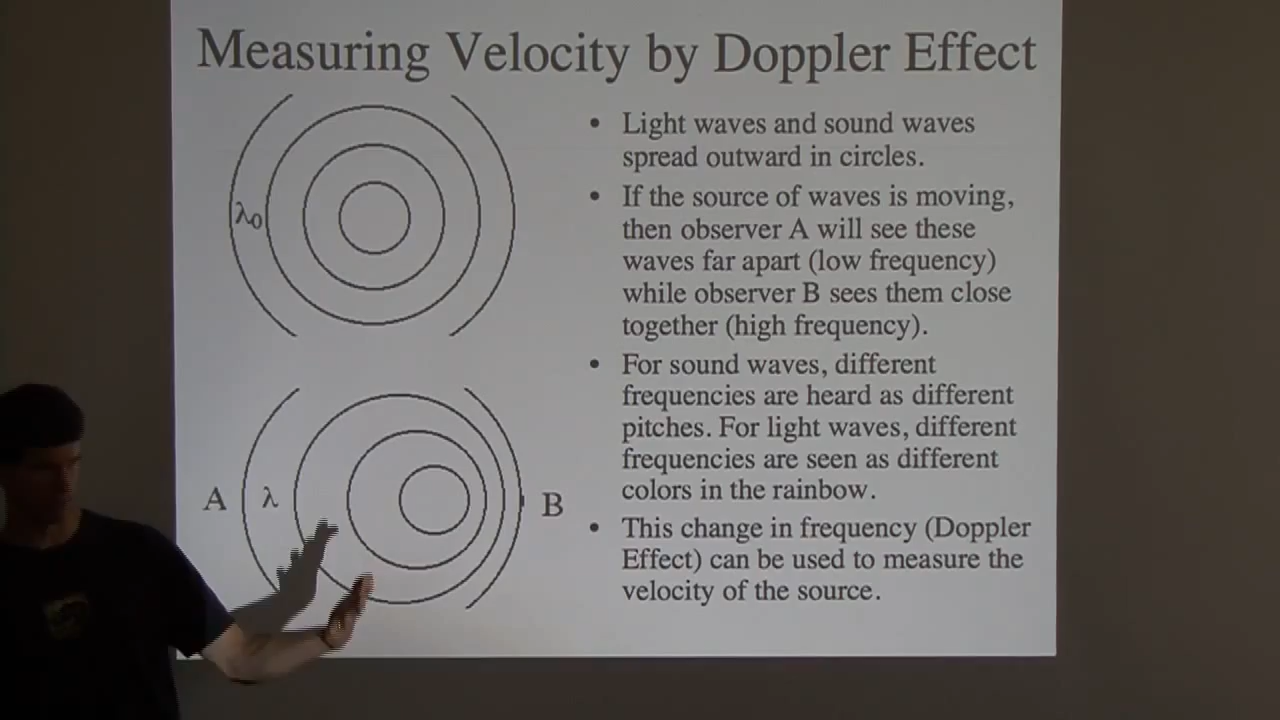 Measuring Velocity by Doppler Effect
λ₀
• Light waves and sound waves
spread outward in circles.
• If the source of waves is moving,
then observer A will see these
waves far apart (low frequency)
while observer B sees them close
together (high frequency).
• For sound waves, different
frequencies are heard as different
pitches. For light waves, different
frequencies are seen as different
colors in the rainbow.
A λ B
• This change in frequency (Doppler
Effect) can be used to measure the
velocity of the source.